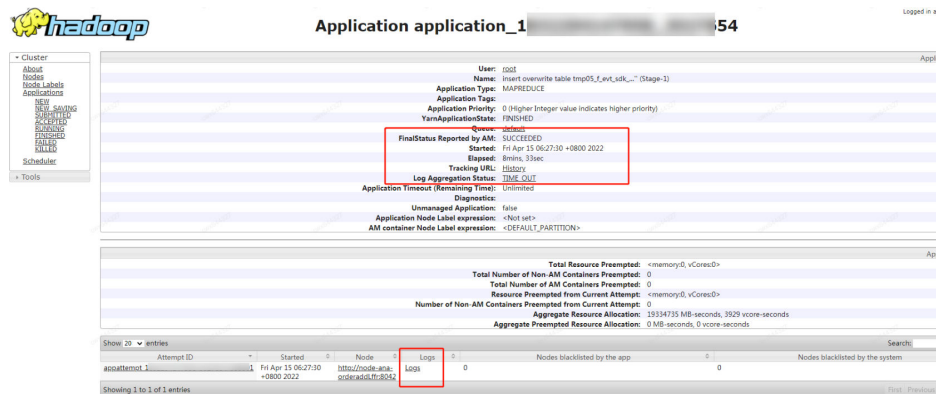 Logged in a
hadoop
Application application_1 54
Cluster
About
Nodes
Node Labels
Applications
NEW
NEW_SAVING
SUBMITTED
ACCEPTED
RUNNING
FINISHED
FAILED
KILLED
Scheduler
Tools
Appli
User: root
Name: insert overwrite table tmp05_f_evt_sdk_..." (Stage-1)
Application Type: MAPREDUCE
Application Tags:
Application Priority: 0 (Higher Integer value indicates higher priority)
YarnApplicationState: FINISHED
Queue: default
FinalStatus Reported by AM: SUCCEEDED
Started: Fri Apr 15 06:27:30 +0800 2022
Elapsed: 8mins, 33sec
Tracking URL: History
Log Aggregation Status: TIME_OUT
Application Timeout (Remaining Time): Unlimited
Diagnostics:
Unmanaged Application: false
Application Node Label expression: <Not set>
AM container Node Label expression: <DEFAULT_PARTITION>
Ap
Total Resource Preempted: <memory:0, vCores:0>
Total Number of Non-AM Containers Preempted: 0
Total Number of AM Containers Preempted: 0
Resource Preempted from Current Attempt: <memory:0, vCores:0>
Number of Non-AM Containers Preempted from Current Attempt: 0
Aggregate Resource Allocation: 19334735 MB-seconds, 3929 vcore-seconds
Aggregate Preempted Resource Allocation: 0 MB-seconds, 0 vcore-seconds
Show 20 entries Search:
Attempt ID Started Node Logs Nodes blacklisted by the app Nodes blacklisted by the system
appattempt_1 1 Fri Apr 15 06:27:30 +0800 2022 http://node-ana-orderaddLffr:8042 Logs 0 0
Showing 1 to 1 of 1 entries First Previous